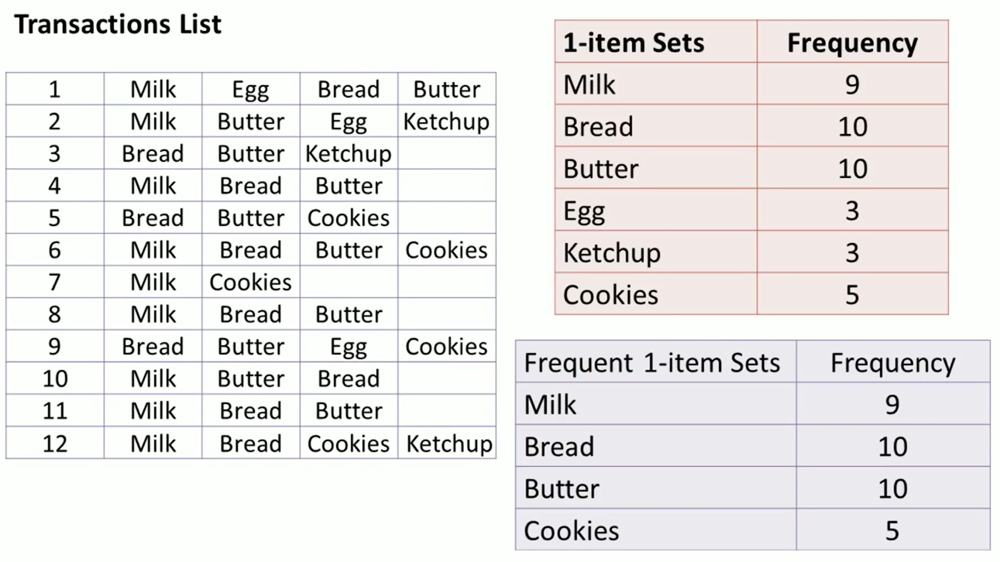 Transactions List
1 Milk Egg Bread Butter
2 Milk Butter Egg Ketchup
3 Bread Butter Ketchup
4 Milk Bread Butter
5 Bread Butter Cookies
6 Milk Bread Butter Cookies
7 Milk Cookies
8 Milk Bread Butter
9 Bread Butter Egg Cookies
10 Milk Butter Bread
11 Milk Bread Butter
12 Milk Bread Cookies Ketchup
1-item Sets Frequency
Milk 9
Bread 10
Butter 10
Egg 3
Ketchup 3
Cookies 5
Frequent 1-item Sets Frequency
Milk 9
Bread 10
Butter 10
Cookies 5